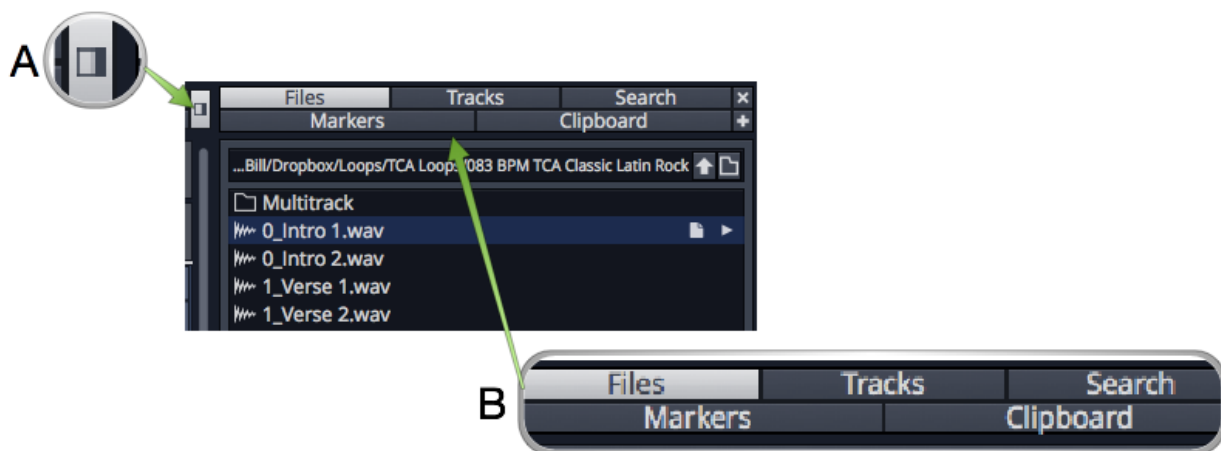 A
Files Tracks Search ×
Markers Clipboard +
...Bill/Dropbox/Loops/TCA Loops/083 BPM TCA Classic Latin Rock
Multitrack
0_Intro 1.wav
0_Intro 2.wav
1_Verse 1.wav
1_Verse 2.wav
B
Files Tracks Search
Markers Clipboard